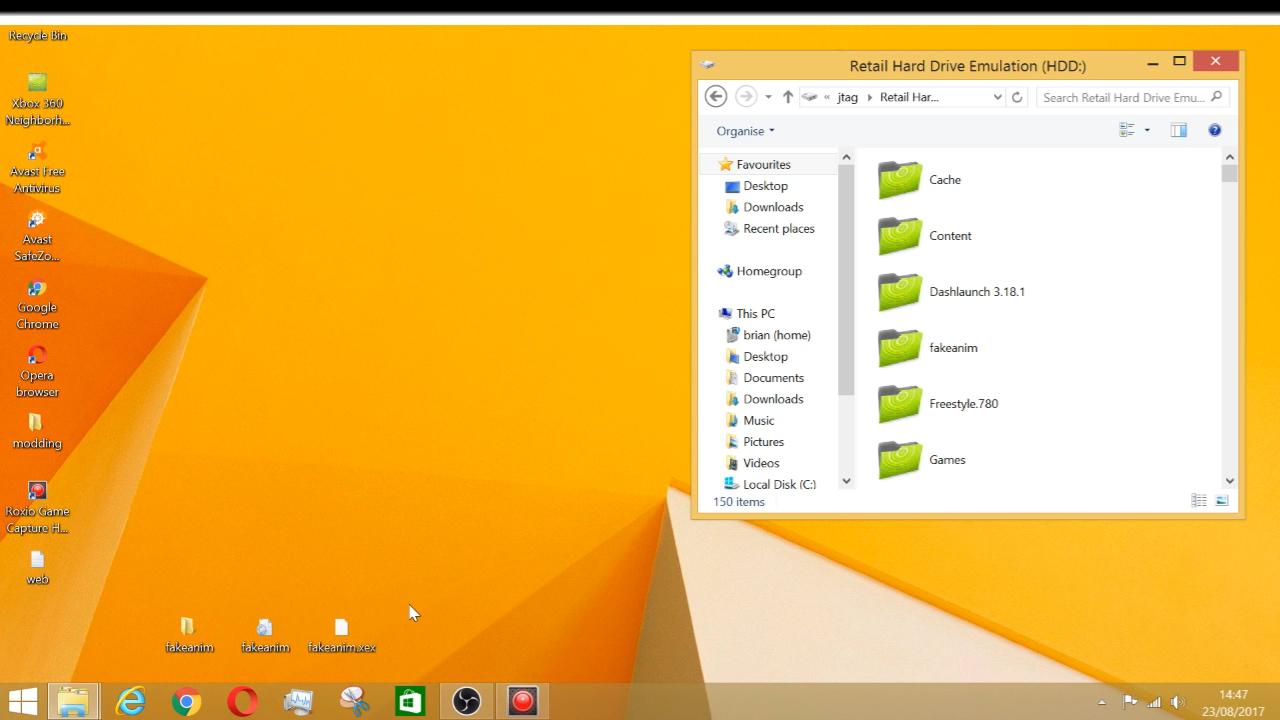 Recycle Bin
Xbox 360
Neighborh...
Avast Free
Antivirus
Avast
SafeZo...
Google
Chrome
Opera
browser
modding
Roxio Game
Capture H...
web
fakeanim
fakeanim
fakeanim.xex
Retail Hard Drive Emulation (HDD:)
« jtag Retail Har...
Search Retail Hard Drive Emu...
Organise
Favourites
Desktop
Downloads
Recent places
Homegroup
This PC
brian (home)
Desktop
Documents
Downloads
Music
Pictures
Videos
Local Disk (C:)
Cache
Content
Dashlaunch 3.18.1
fakeanim
Freestyle.780
Games
150 items
14:47
23/08/2017